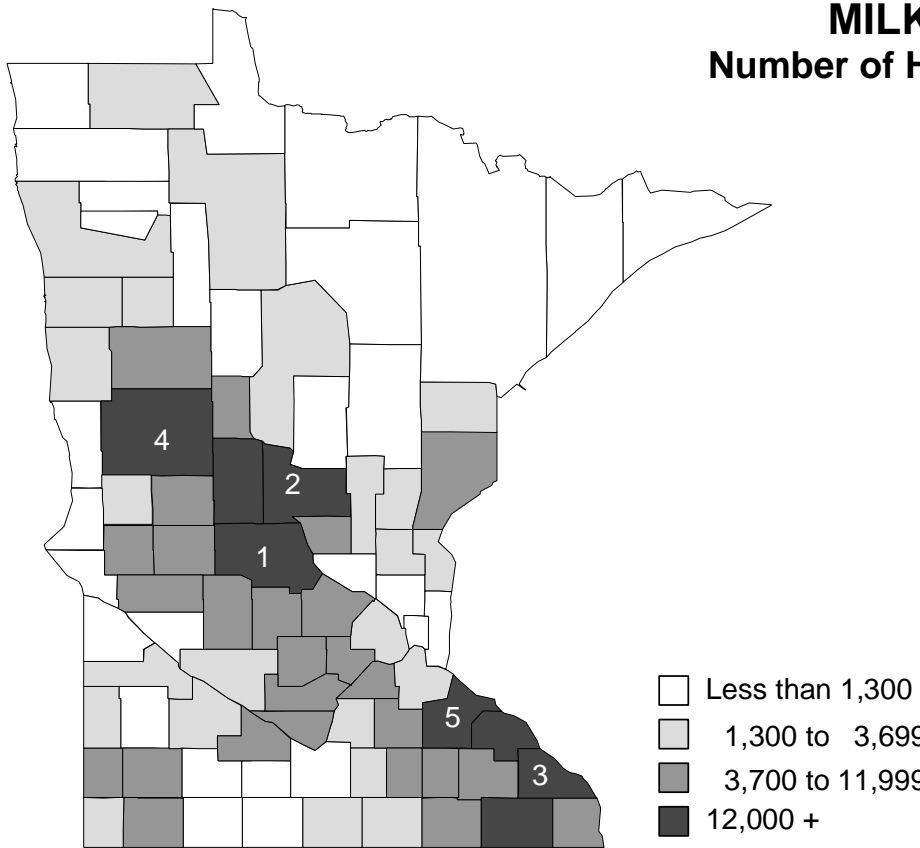 MILK
Number of H
4
2
1
5
3
Less than 1,300
1,300 to 3,699
3,700 to 11,999
12,000 +